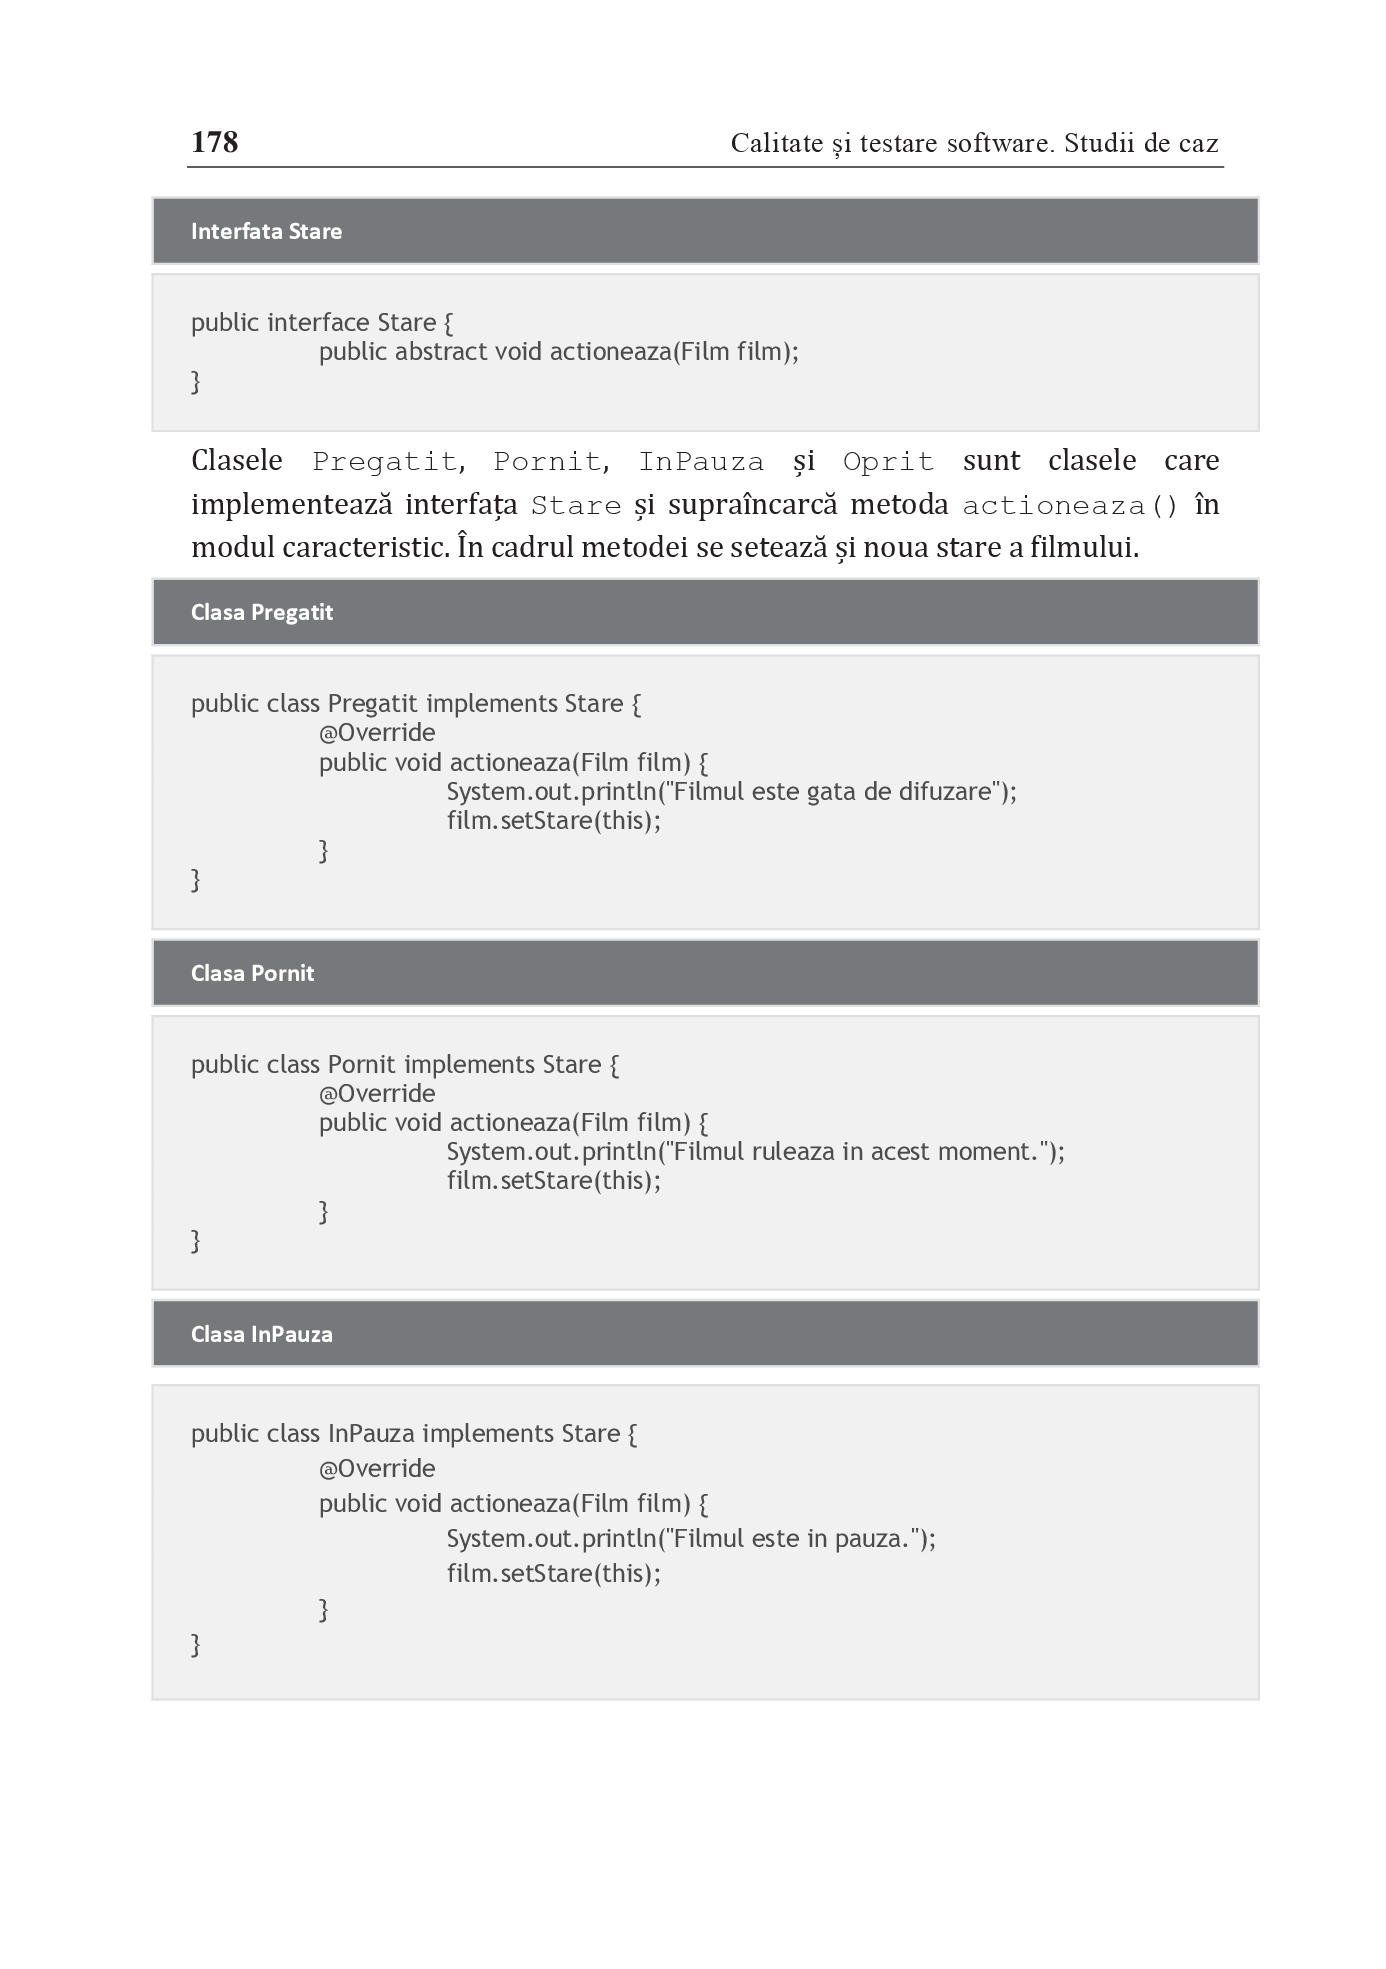 178 Calitate și testare software. Studii de caz
Interfata Stare
public interface Stare {
public abstract void actioneaza(Film film);
}
Clasele Pregatit, Pornit, InPauza și Oprit sunt clasele care
implementează interfața Stare și supraîncarcă metoda actioneaza() în
modul caracteristic. În cadrul metodei se setează și noua stare a filmului.
Clasa Pregatit
public class Pregatit implements Stare {
@Override
public void actioneaza(Film film) {
System.out.println("Filmul este gata de difuzare");
film.setStare(this);
}
}
Clasa Pornit
public class Pornit implements Stare {
@Override
public void actioneaza(Film film) {
System.out.println("Filmul ruleaza in acest moment.");
film.setStare(this);
}
}
Clasa InPauza
public class InPauza implements Stare {
@Override
public void actioneaza(Film film) {
System.out.println("Filmul este in pauza.");
film.setStare(this);
}
}